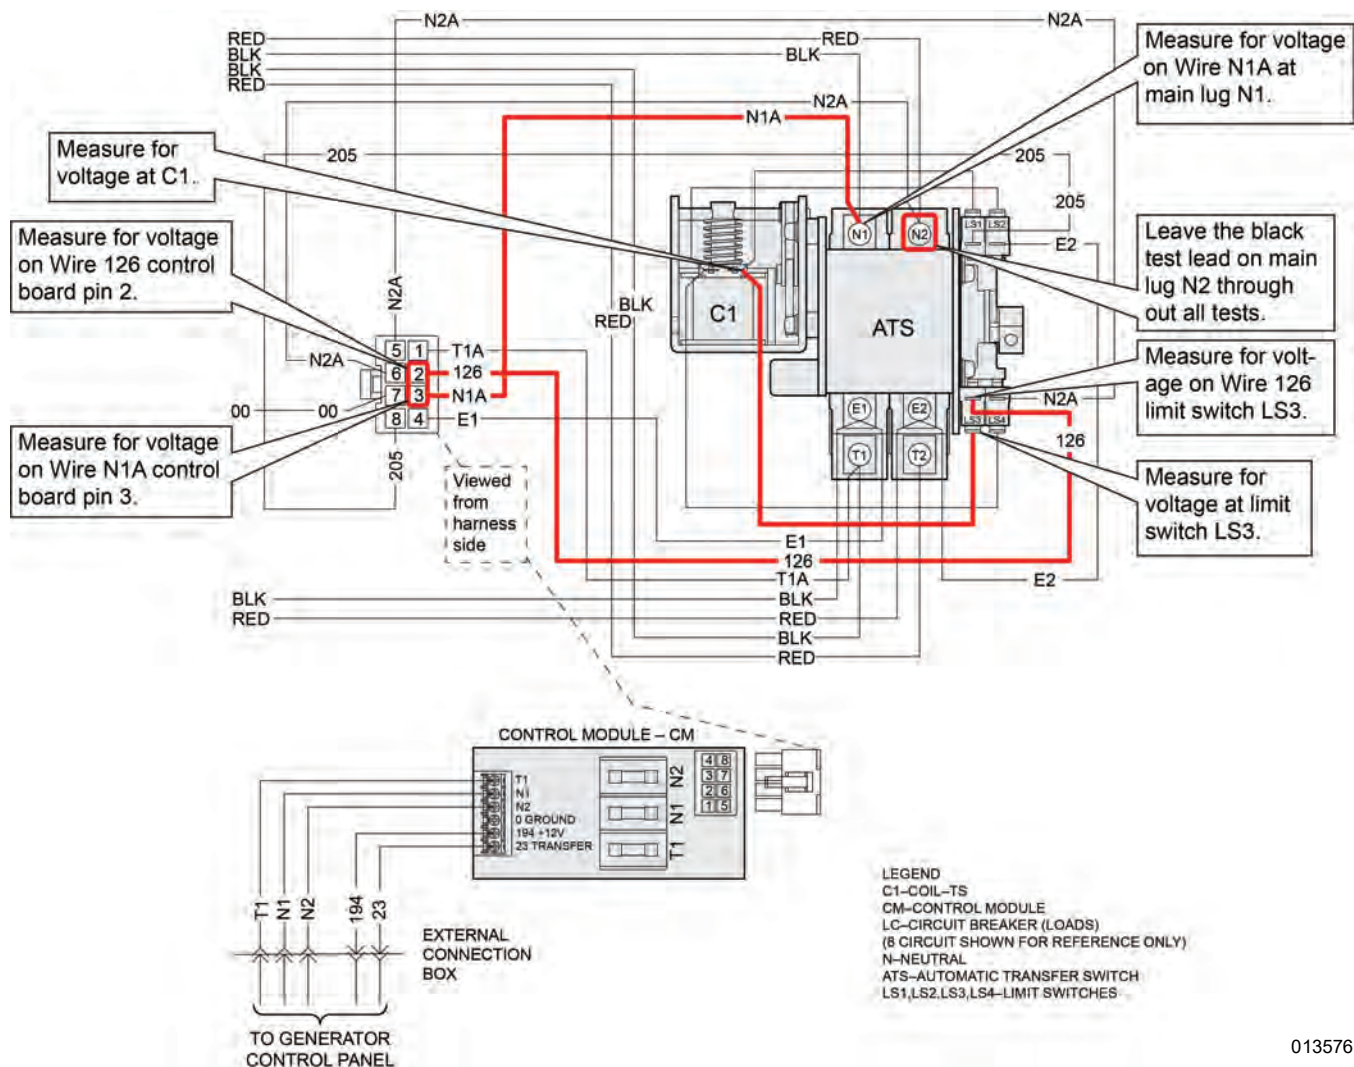 N2A
N2A
RED
RED
BLK
BLK
BLK
RED
N2A
N1A
205
205
205
Measure for voltage
on Wire N1A at
main lug N1.
Measure for
voltage at C1.
Measure for voltage
on Wire 126 control
board pin 2.
Measure for voltage
on Wire N1A control
board pin 3.
Leave the black
test lead on main
lug N2 through
out all tests.
Measure for volt-
age on Wire 126
limit switch LS3.
Measure for
voltage at limit
switch LS3.
N1
N2
LS1
LS2
E2
N2A
BLK
RED
C1
ATS
5 1
6 2
7 3
8 4
N2A
T1A
126
N1A
E1
00
00
205
E1
E2
T1
T2
LS3
LS4
N2A
126
Viewed
from
harness
side
E1
126
T1A
E2
BLK
BLK
RED
RED
BLK
RED
CONTROL MODULE – CM
T1
N1
N2
0 GROUND
194 +12V
23 TRANSFER
N2
N1
T1
4 8
3 7
2 6
1 5
T1
N1
N2
194
23
EXTERNAL
CONNECTION
BOX
TO GENERATOR
CONTROL PANEL
LEGEND
C1–COIL–TS
CM–CONTROL MODULE
LC–CIRCUIT BREAKER (LOADS)
(8 CIRCUIT SHOWN FOR REFERENCE ONLY)
N–NEUTRAL
ATS–AUTOMATIC TRANSFER SWITCH
LS1,LS2,LS3,LS4–LIMIT SWITCHES
013576